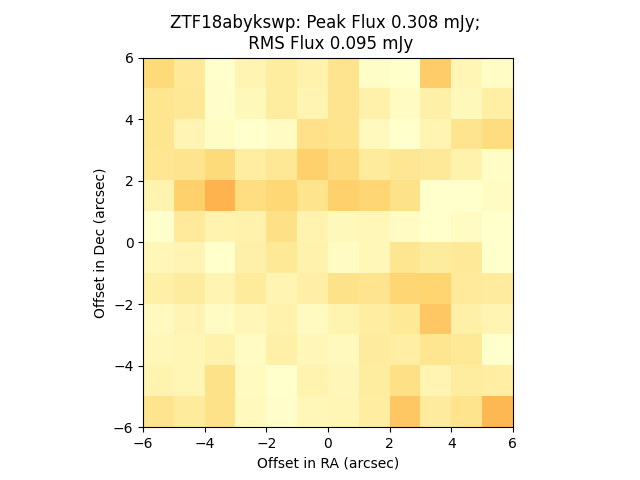 ZTF18abykswp: Peak Flux 0.308 mJy;
RMS Flux 0.095 mJy
6
4
2
0
−2
−4
−6
Offset in Dec (arcsec)
−6 −4 −2 0 2 4 6
Offset in RA (arcsec)